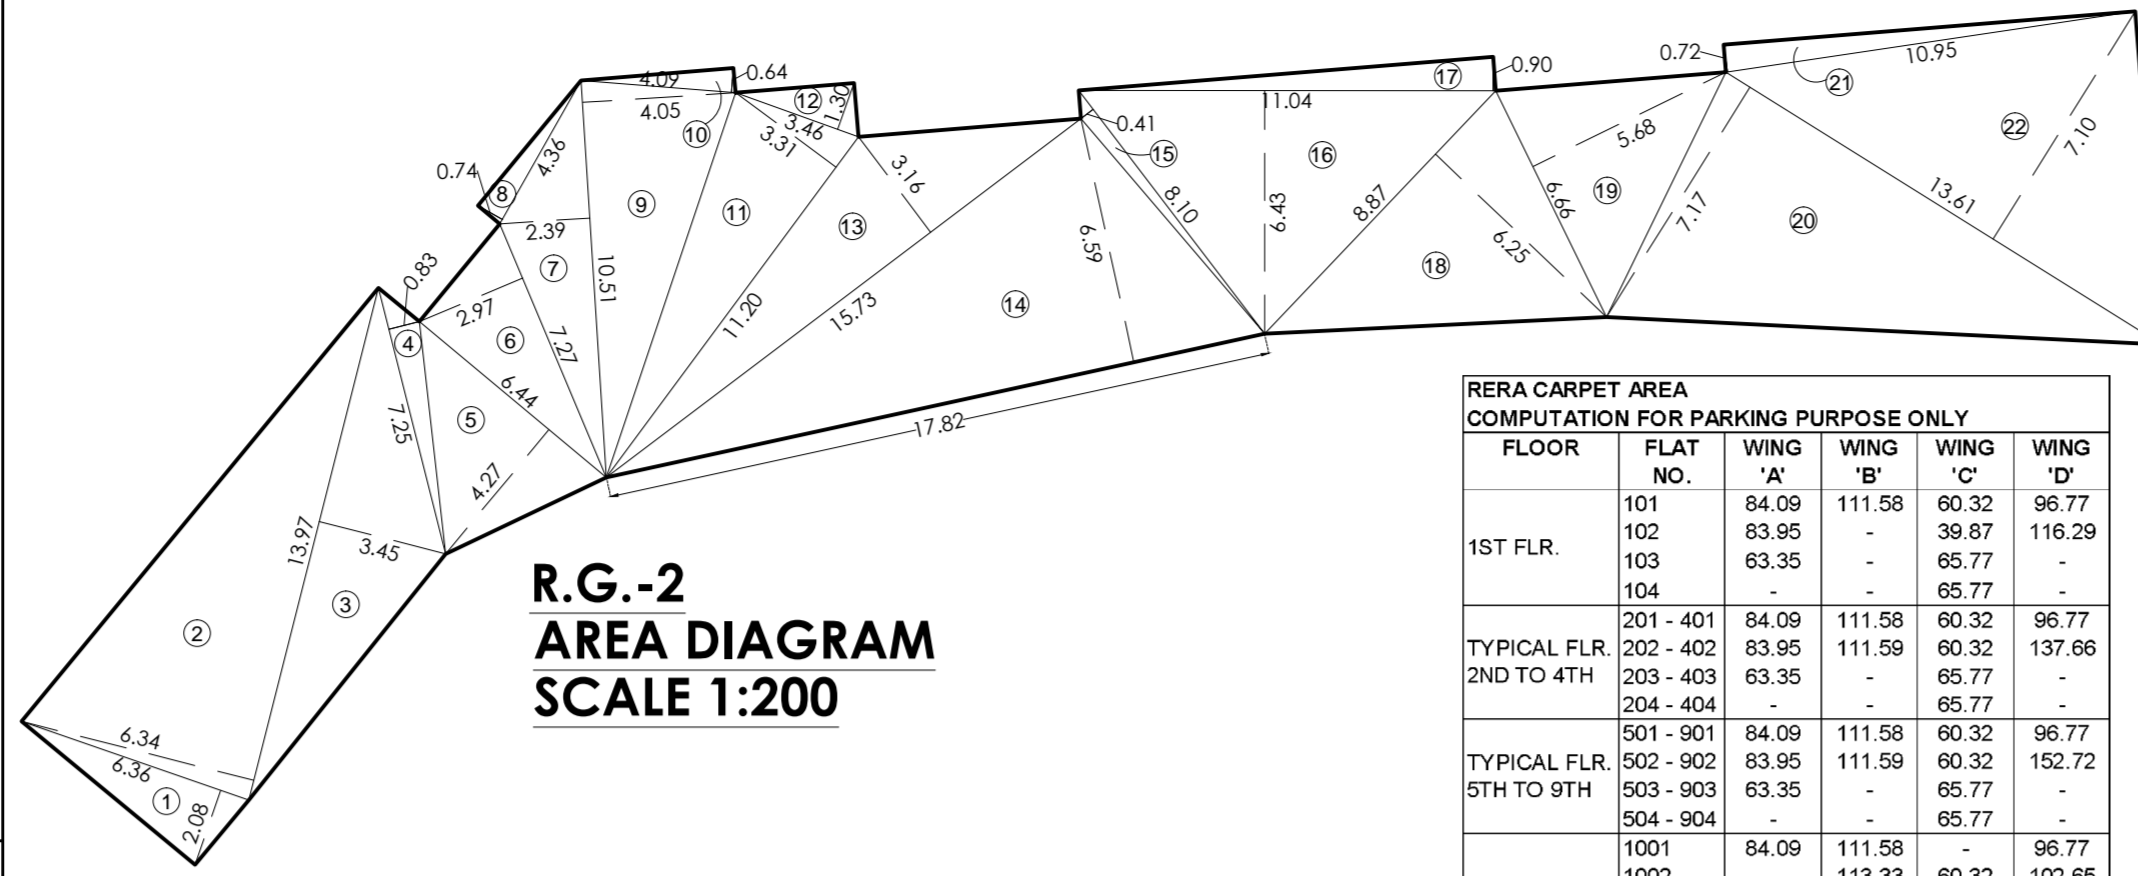 4.09
0.64
4.05
⑩
⑫
1.30
3.46
3.31
0.74
⑧
4.36
2.39
⑨
⑪
⑬
3.16
⑦
10.51
0.83
④
2.97
⑥
7.27
11.20
15.73
6.44
⑤
7.25
4.27
13.97
3.45
③
②
6.34
6.36
①
2.08
0.41
⑮
8.10
6.59
⑭
17.82
11.04
⑰
0.90
⑯
6.43
8.87
⑱
6.25
0.72
5.68
6.66
⑲
7.17
⑳
10.95
㉑
㉒
7.10
13.61
R.G.-2
AREA DIAGRAM
SCALE 1:200
RERA CARPET AREA
COMPUTATION FOR PARKING PURPOSE ONLY
FLOOR FLAT NO. WING 'A' WING 'B' WING 'C' WING 'D'
1ST FLR.
101 84.09 111.58 60.32 96.77
102 83.95 - 39.87 116.29
103 63.35 - 65.77 -
104 - - 65.77 -
TYPICAL FLR.
2ND TO 4TH
201 - 401 84.09 111.58 60.32 96.77
202 - 402 83.95 111.59 60.32 137.66
203 - 403 63.35 - 65.77 -
204 - 404 - - 65.77 -
TYPICAL FLR.
5TH TO 9TH
501 - 901 84.09 111.58 60.32 96.77
502 - 902 83.95 111.59 60.32 152.72
503 - 903 63.35 - 65.77 -
504 - 904 - - 65.77 -
1001 84.09 111.58 - 96.77
1002 113.33 60.32 102.65